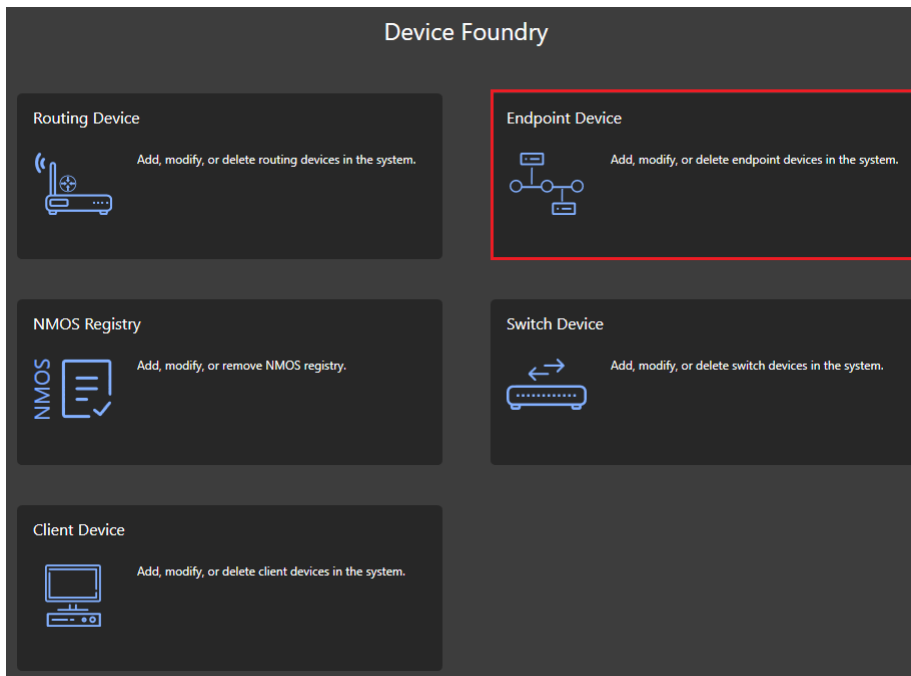 Device Foundry
Routing Device
Add, modify, or delete routing devices in the system.
Endpoint Device
Add, modify, or delete endpoint devices in the system.
NMOS Registry
NMOS
Add, modify, or remove NMOS registry.
Switch Device
Add, modify, or delete switch devices in the system.
Client Device
Add, modify, or delete client devices in the system.